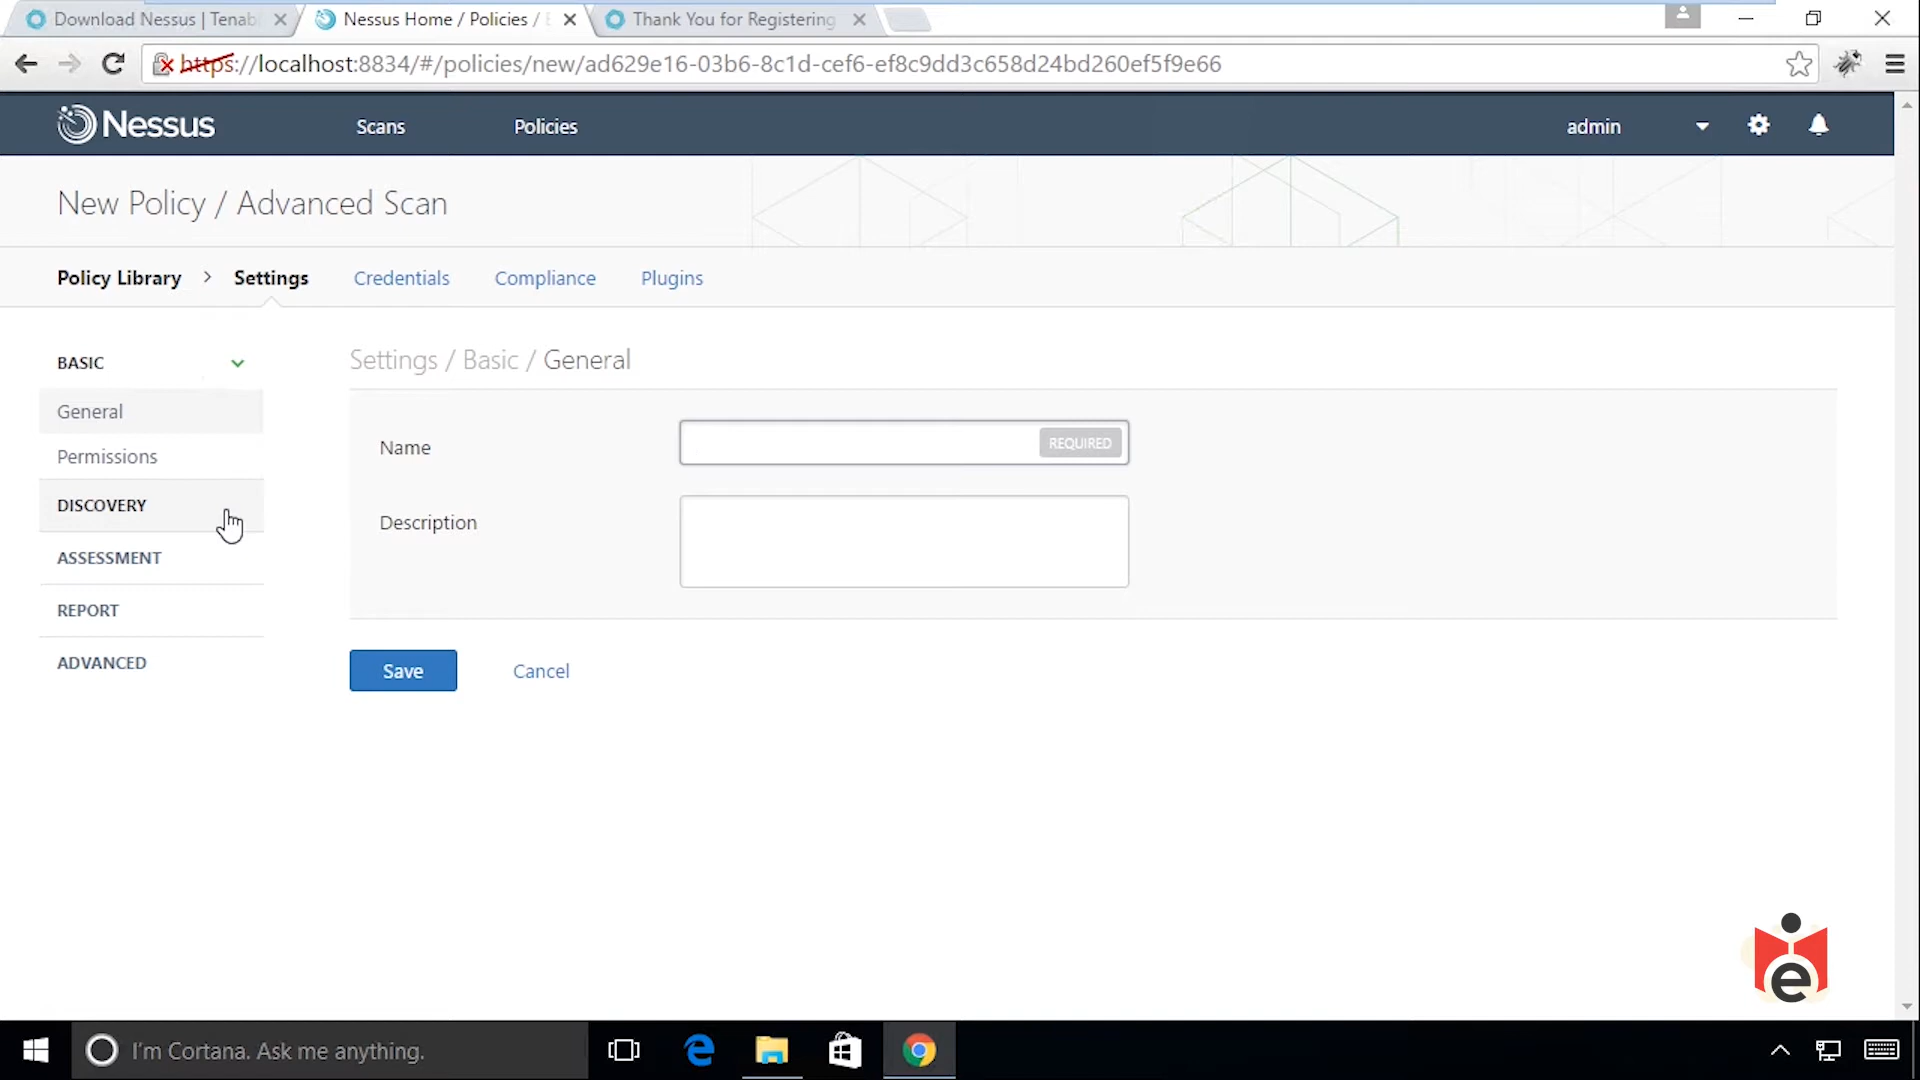 Download Nessus | Tenab
Nessus Home / Policies /
Thank You for Registering
https://localhost:8834/#/policies/new/ad629e16-03b6-8c1d-cef6-ef8c9dd3c658d24bd260ef5f9e66
Nessus
Scans
Policies
admin
New Policy / Advanced Scan
Policy Library > Settings
Credentials
Compliance
Plugins
BASIC
General
Permissions
DISCOVERY
ASSESSMENT
REPORT
ADVANCED
Settings / Basic / General
Name
REQUIRED
Description
Save
Cancel
e
I'm Cortana. Ask me anything.